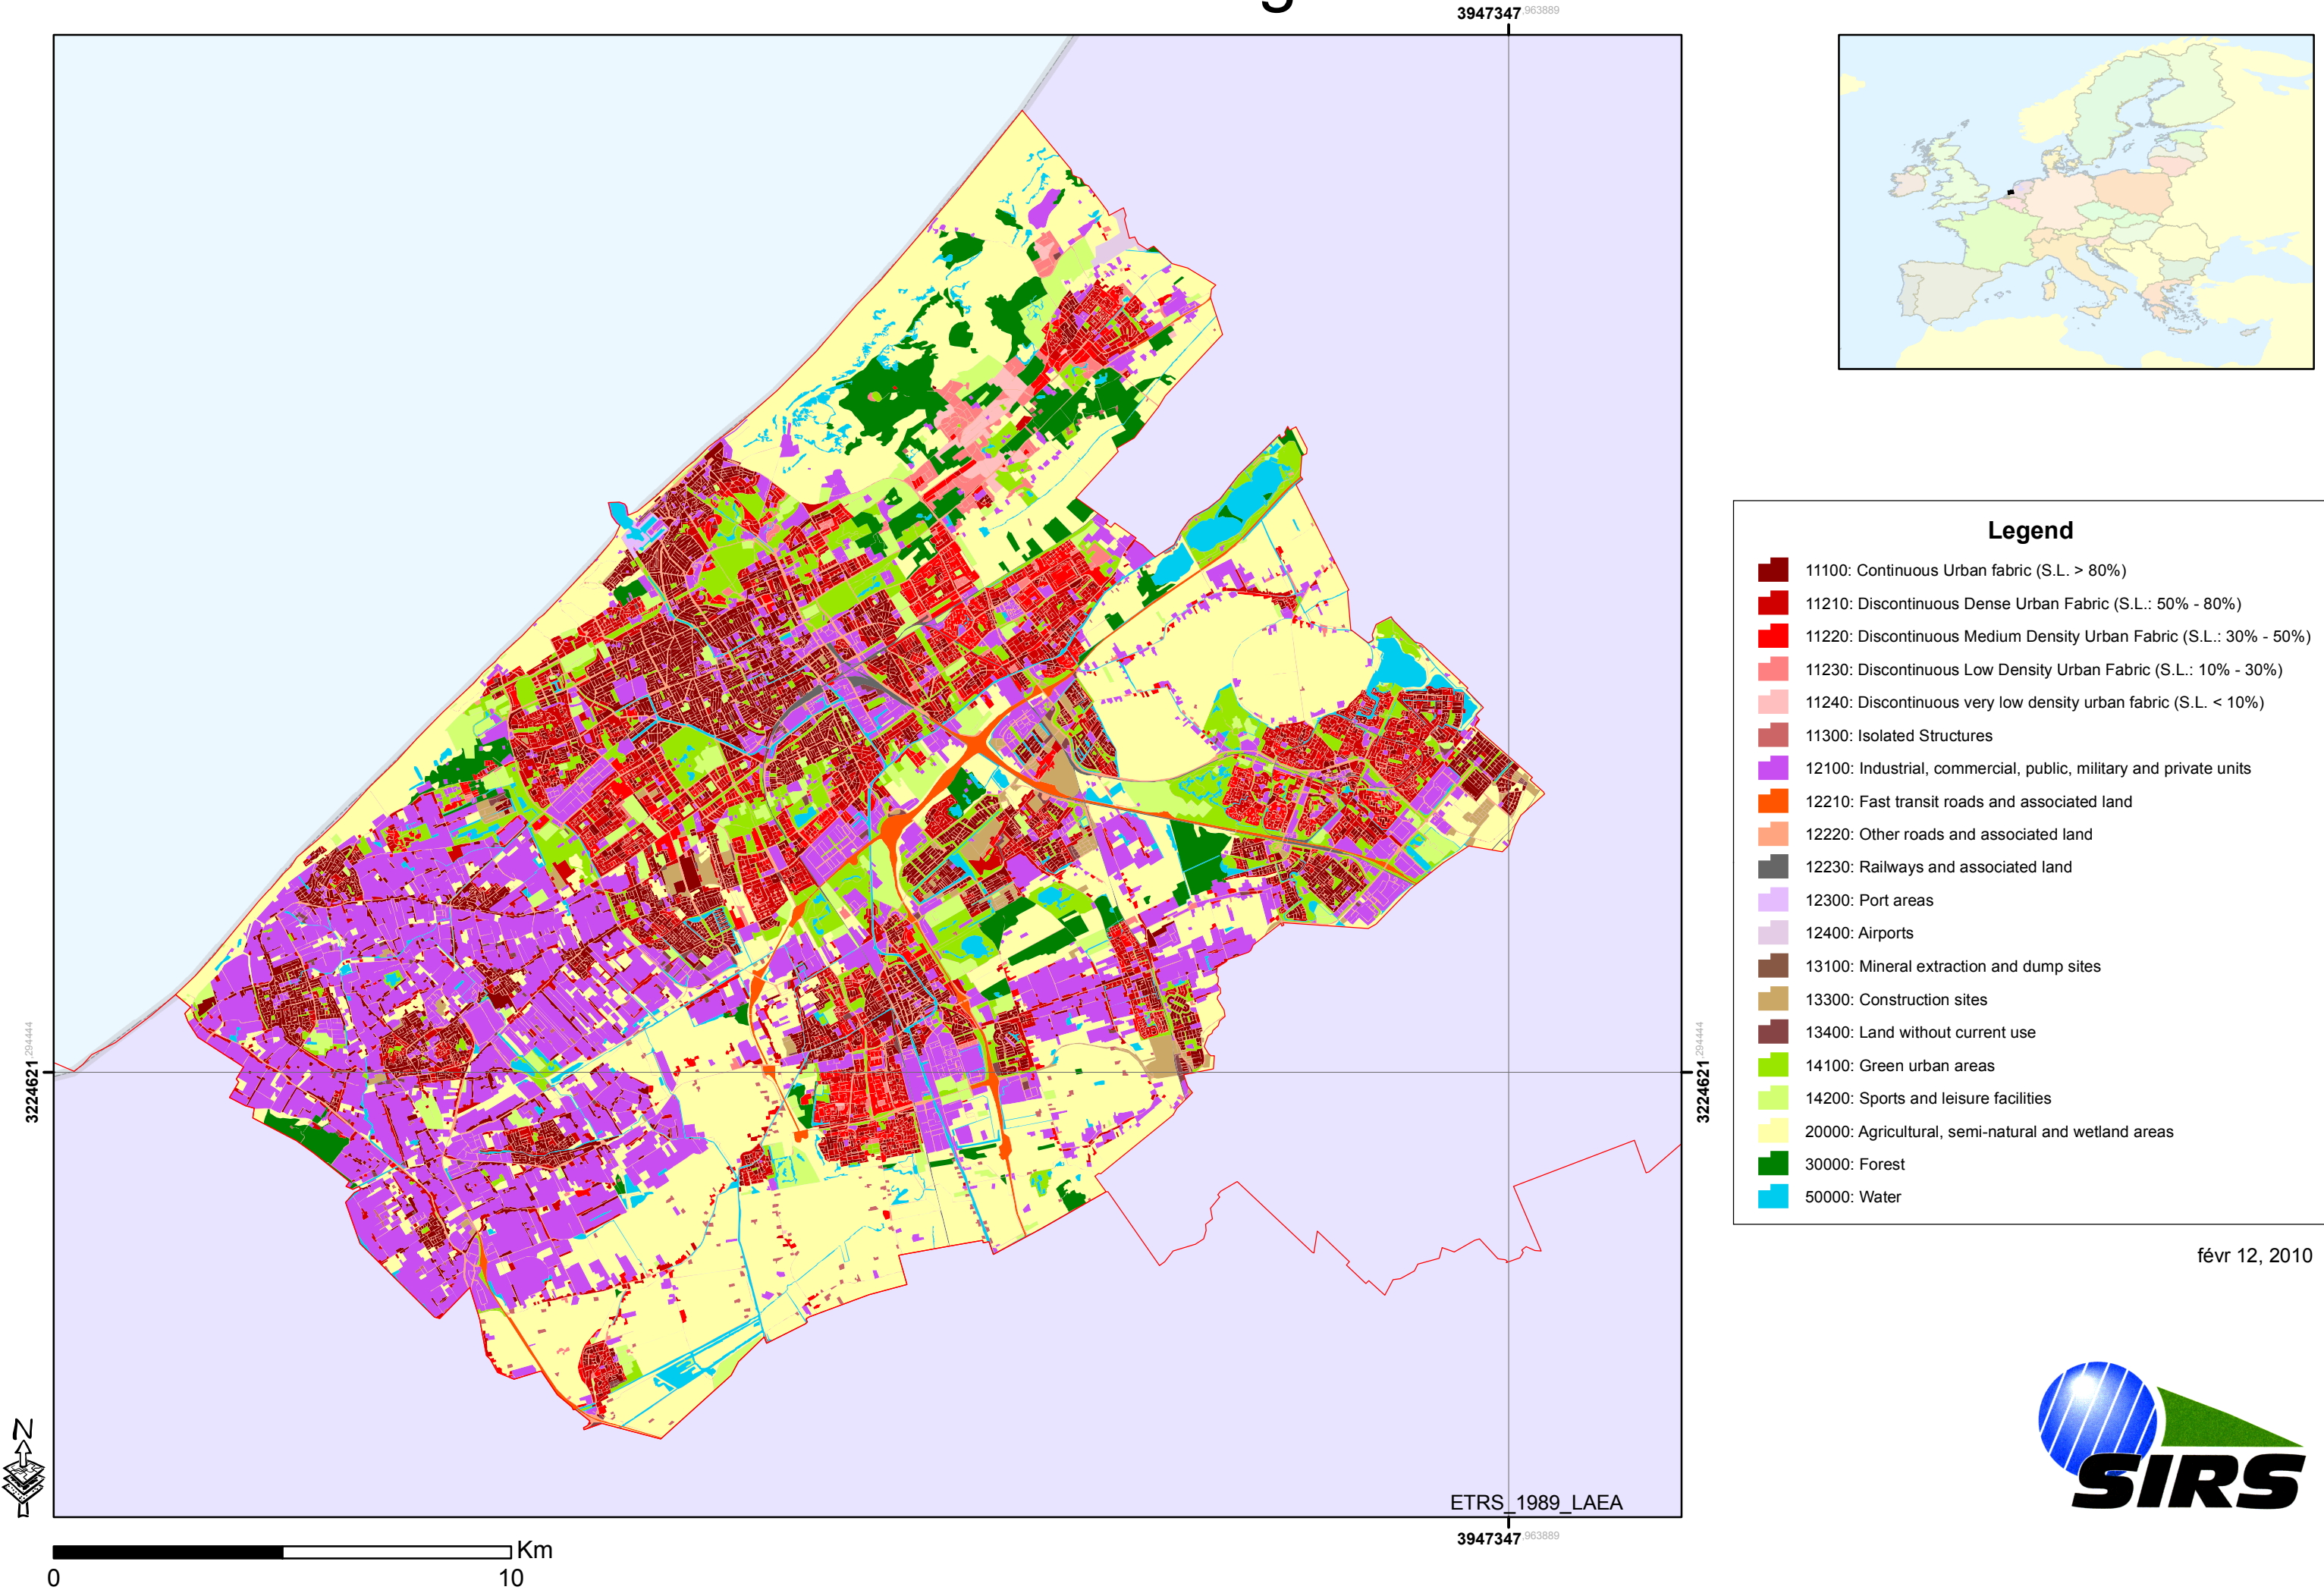 3947347,963889
Legend
11100: Continuous Urban fabric (S.L. > 80%)
11210: Discontinuous Dense Urban Fabric (S.L.: 50% - 80%)
11220: Discontinuous Medium Density Urban Fabric (S.L.: 30% - 50%)
11230: Discontinuous Low Density Urban Fabric (S.L.: 10% - 30%)
11240: Discontinuous very low density urban fabric (S.L. < 10%)
11300: Isolated Structures
12100: Industrial, commercial, public, military and private units
12210: Fast transit roads and associated land
12220: Other roads and associated land
12230: Railways and associated land
12300: Port areas
12400: Airports
13100: Mineral extraction and dump sites
13300: Construction sites
13400: Land without current use
14100: Green urban areas
14200: Sports and leisure facilities
20000: Agricultural, semi-natural and wetland areas
30000: Forest
50000: Water
3224621,294444
3224621,294444
févr 12, 2010
SIRS
N
ETRS_1989_LAEA
3947347,963889
Km
0 10